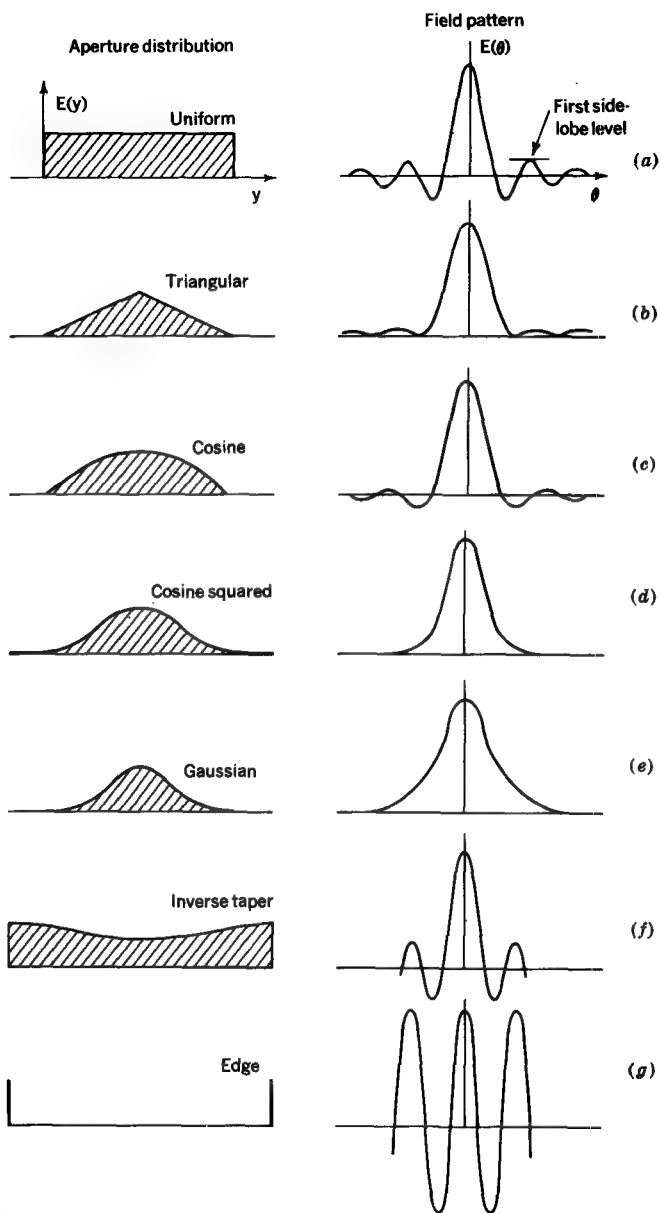 Aperture distribution
Field pattern
E(y)
Uniform
y
E(θ)
First side-
lobe level
θ
(a)
Triangular
(b)
Cosine
(c)
Cosine squared
(d)
Gaussian
(e)
Inverse taper
(f)
Edge
(g)